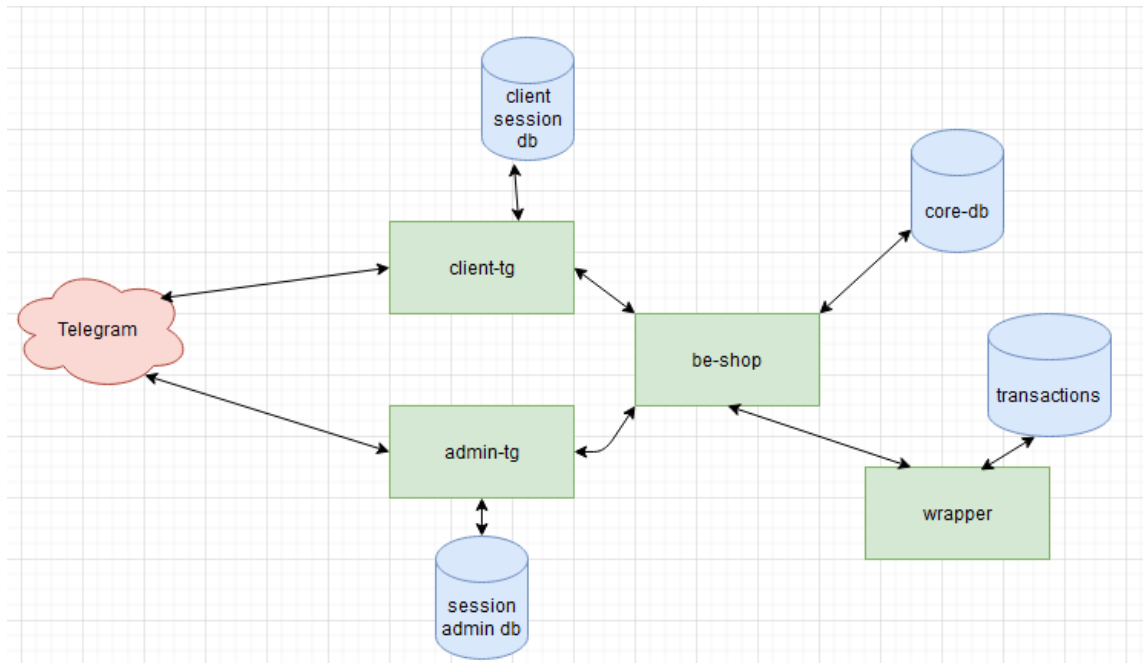 client
session
db
core-db
client-tg
Telegram
be-shop
transactions
admin-tg
wrapper
session
admin db